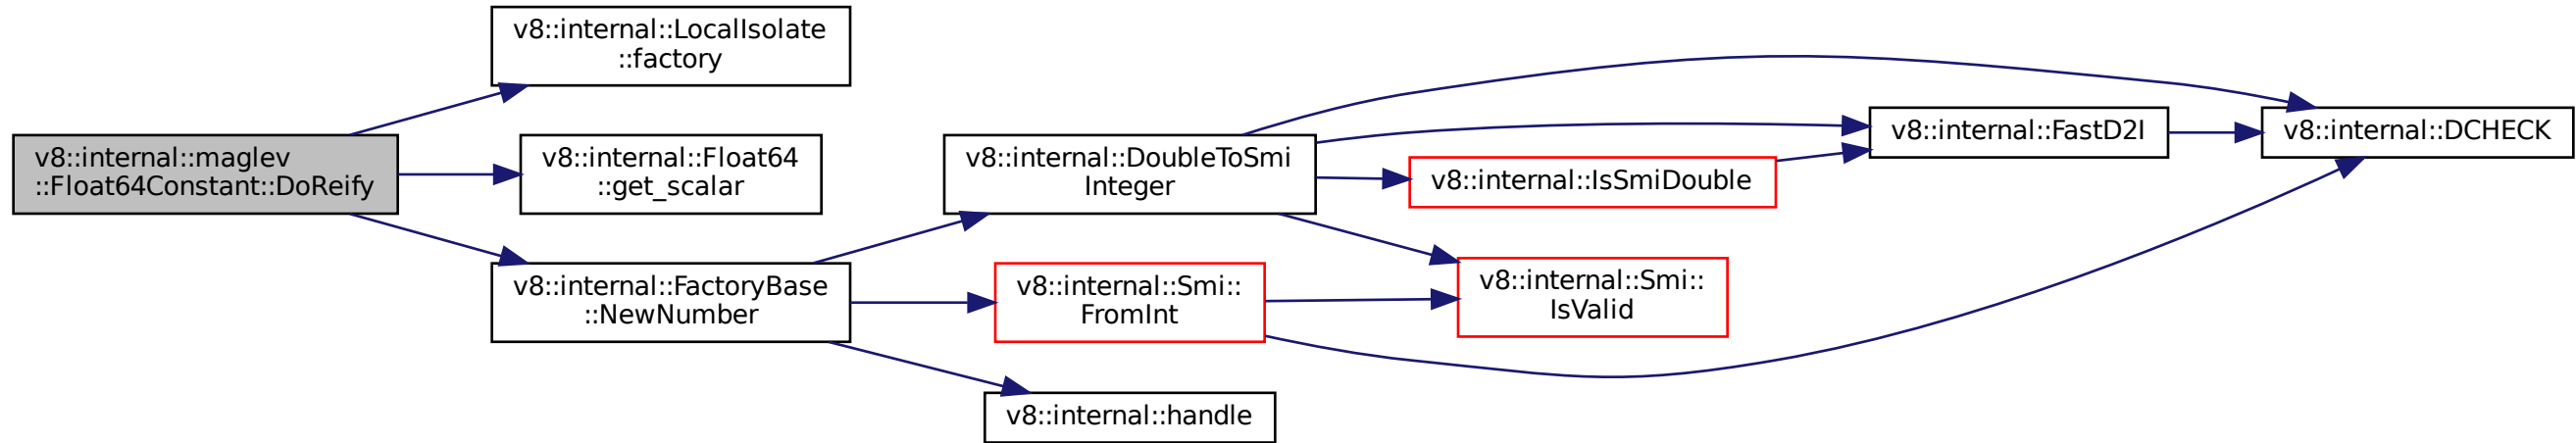 v8::internal::LocalIsolate
::factory
v8::internal::maglev
::Float64Constant::DoReify
v8::internal::Float64
::get_scalar
v8::internal::FactoryBase
::NewNumber
v8::internal::DoubleToSmi
Integer
v8::internal::Smi::
FromInt
v8::internal::handle
v8::internal::IsSmiDouble
v8::internal::Smi::
IsValid
v8::internal::FastD2I
v8::internal::DCHECK